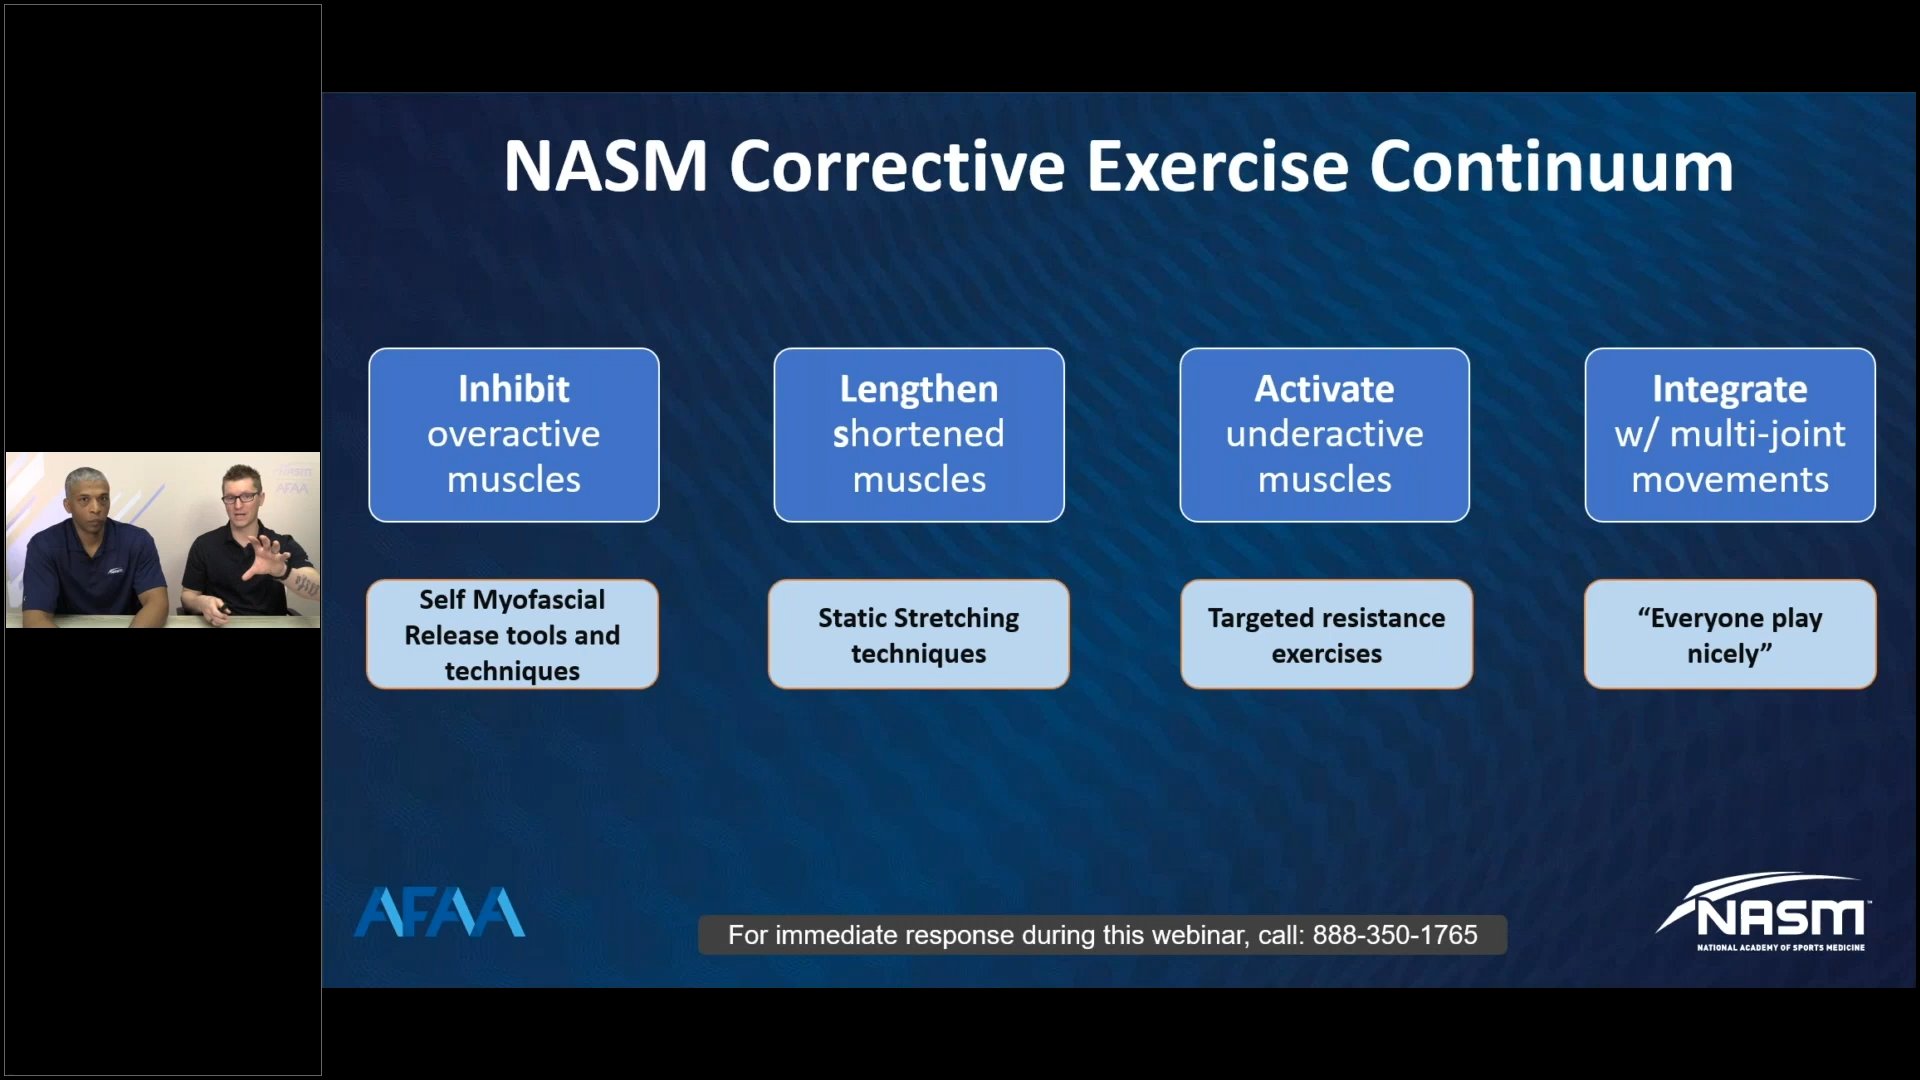 NASM Corrective Exercise Continuum
Inhibit
overactive
muscles
Lengthen
shortened
muscles
Activate
underactive
muscles
Integrate
w/ multi-joint
movements
Self Myofascial
Release tools and
techniques
Static Stretching
techniques
Targeted resistance
exercises
“Everyone play
nicely”
AFAA
For immediate response during this webinar, call: 888-350-1765
NASM™
NATIONAL ACADEMY OF SPORTS MEDICINE
NASM
AFAA